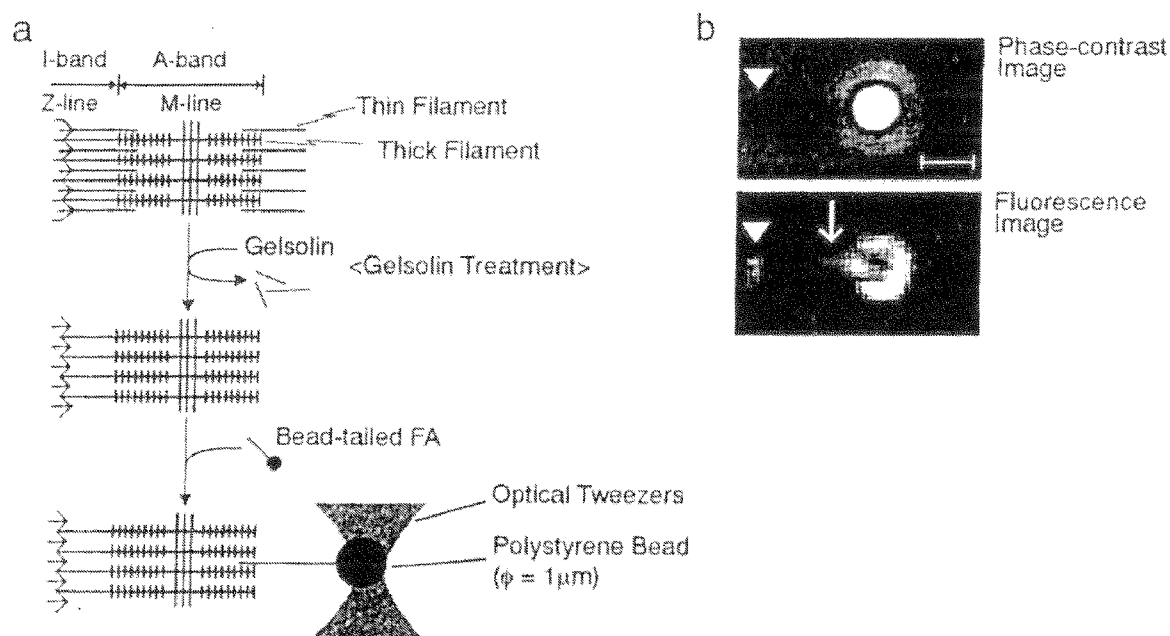 a
I-band
A-band
Z-line
M-line
Thin Filament
Thick Filament
Gelsolin
<Gelsolin Treatment>
Bead-tailed FA
Optical Tweezers
Polystyrene Bead
(ϕ = 1μm)
b
Phase-contrast
Image
Fluorescence
Image